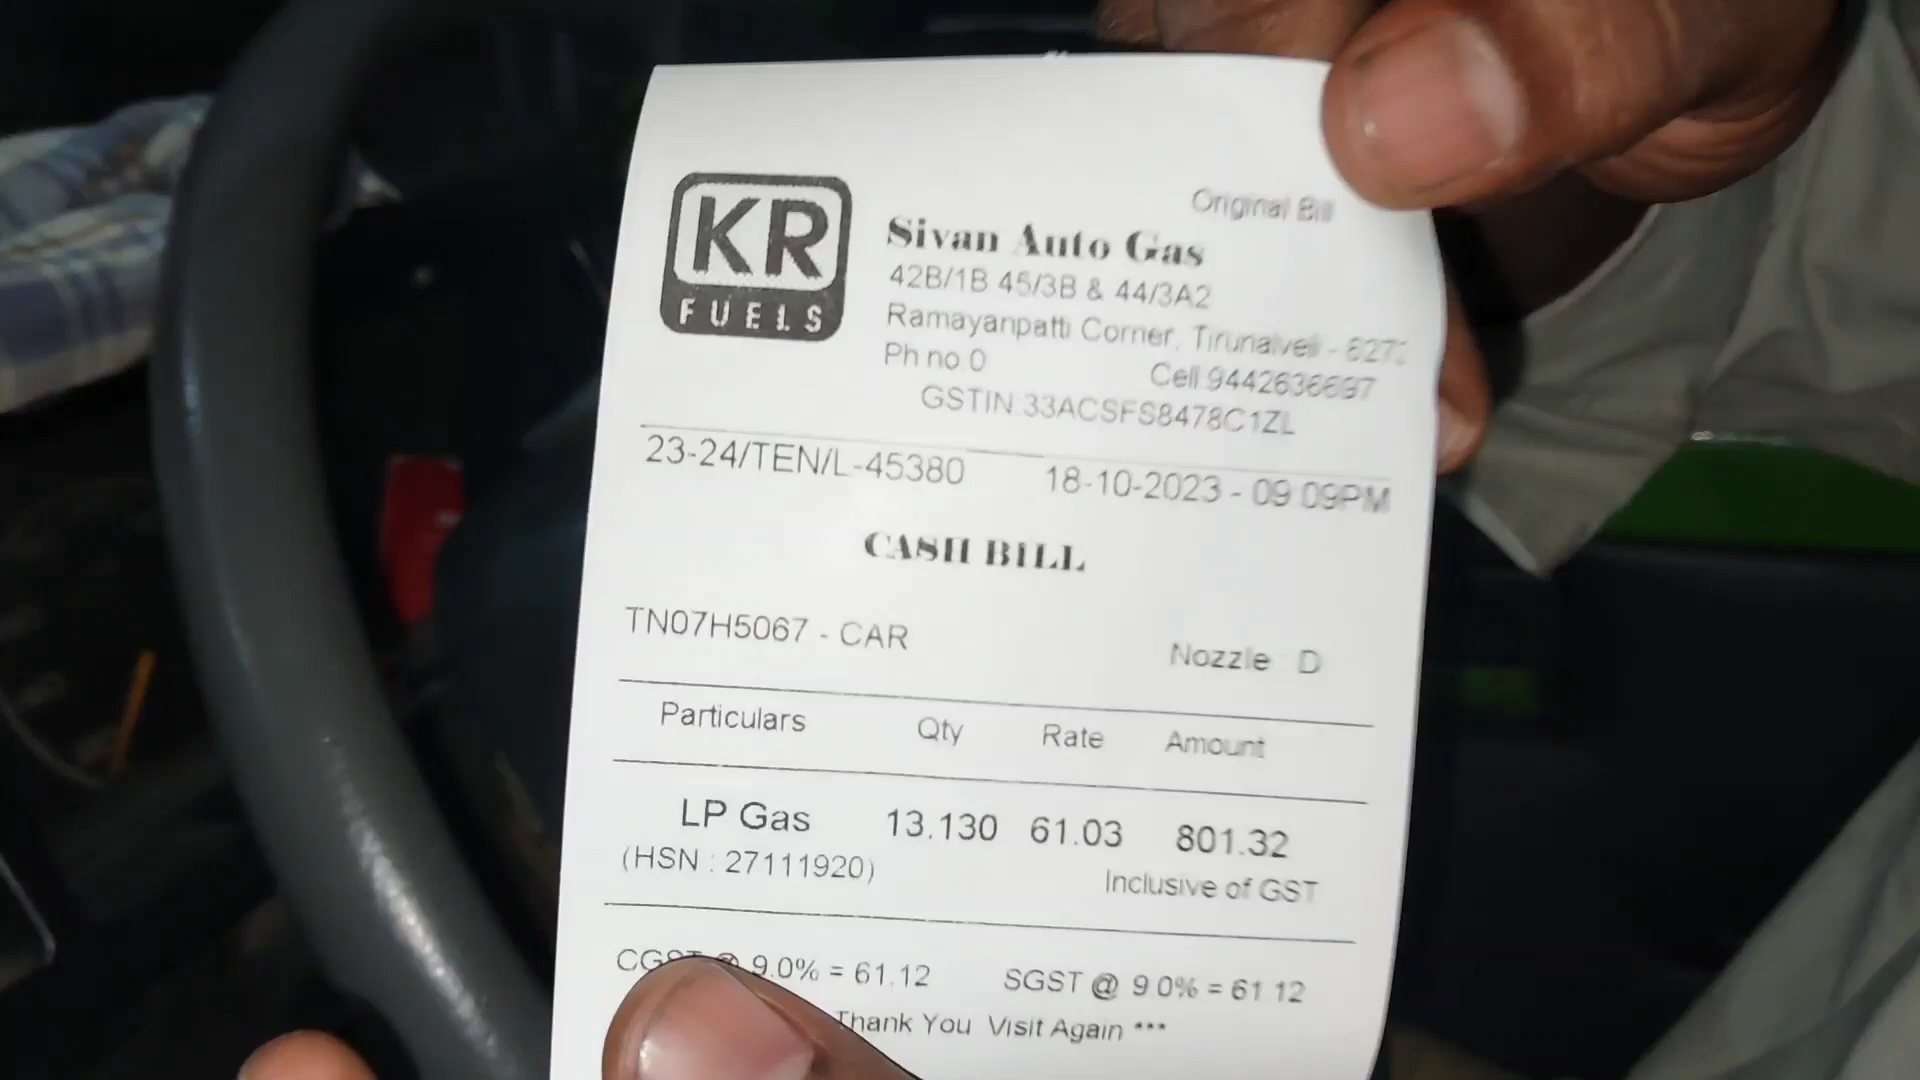 KR
FUELS
Original Bill
Sivan Auto Gas
42B/1B 45/3B & 44/3A2
Ramayanpatti Corner, Tirunalveli -
Ph no 0 Cell 9442636697
GSTIN 33ACSFS8478C1ZL
23-24/TEN/L-45380 18-10-2023 - 09 09PM
CASH BILL
TN07H5067 - CAR Nozzle D
Particulars Qty Rate Amount
LP Gas 13.130 61.03 801.32
(HSN : 27111920) Inclusive of GST
CGST @ 9.0% = 61.12 SGST @ 9 0% = 61 12
Thank You Visit Again ***